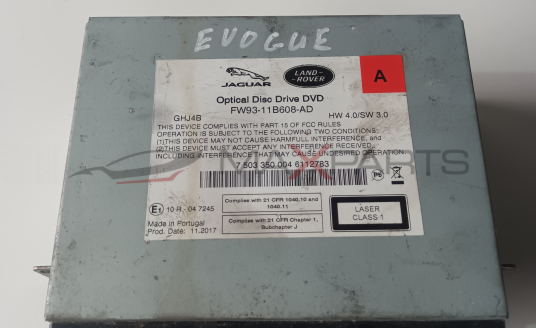 EVOGUE
JAGUAR
LAND-
ROVER
A
Optical Disc Drive DVD
FW93-11B608-AD
GHJ4B
HW 4.0/SW 3.0
THIS DEVICE COMPLIES WITH PART 15 OF FCC RULES
OPERATION IS SUBJECT TO THE FOLLOWING TWO CONDITIONS:
(1)THIS DEVICE MAY NOT CAUSE HARMFULL INTERFERENCE, AND
(2)THIS DEVICE MUST ACCEPT ANY INTERFERENCE RECEIVED,
INCLUDING INTERFERENCE THAT MAY CAUSE UNDESIRED OPERATION.
VAXPARTS
7 503 350 004 6112783
E1 10 R - 04 7245
Made in Portugal
Prod. Date: 11.2017
Complies with 21 CFR 1040.10 and
1040.11
Complies with 21 CFR Chapter 1,
Subchapter J
LASER
CLASS 1